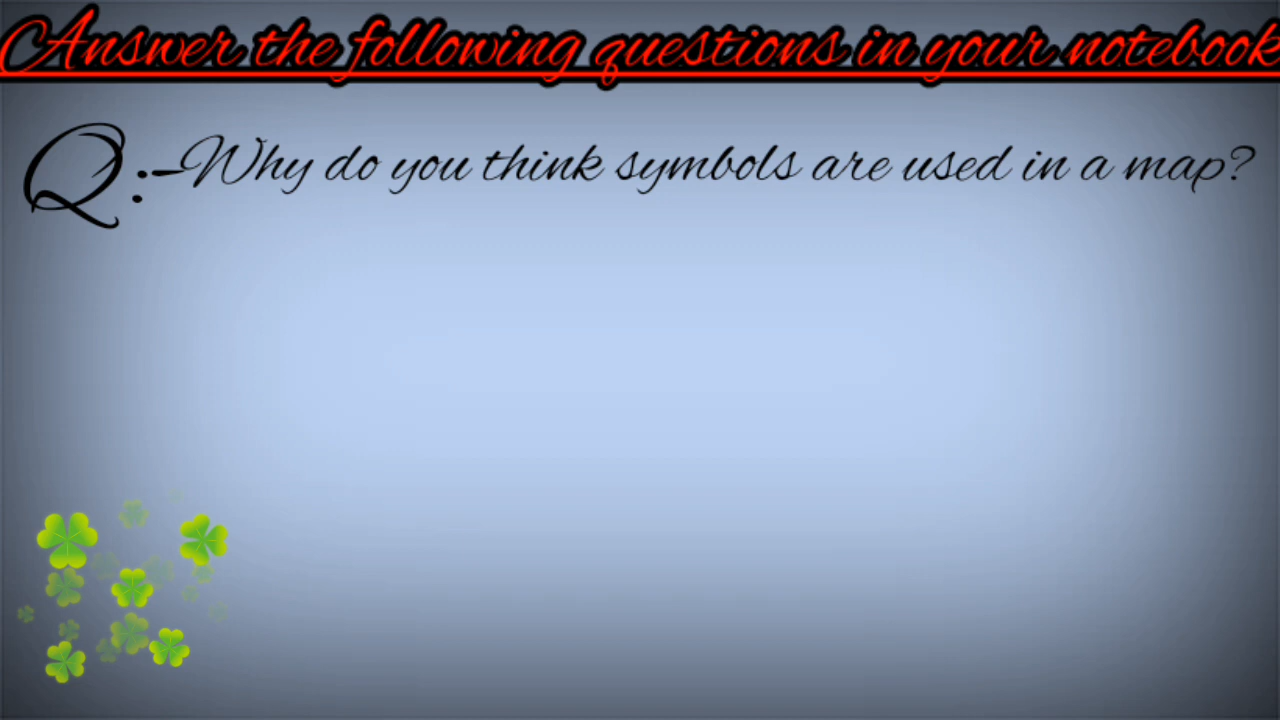 Answer the following questions in your notebook
Q:-Why do you think symbols are used in a map?